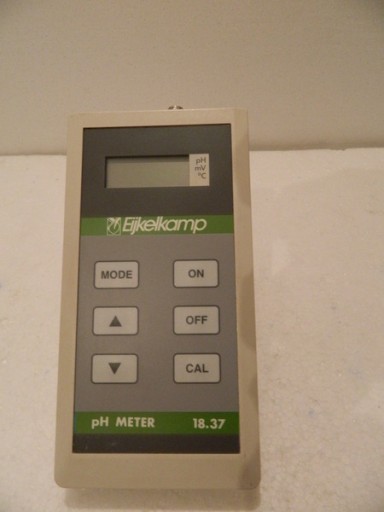 pH
mV
°C
Eijkelkamp
MODE ON
▲ OFF
▼ CAL
pH METER 18.37